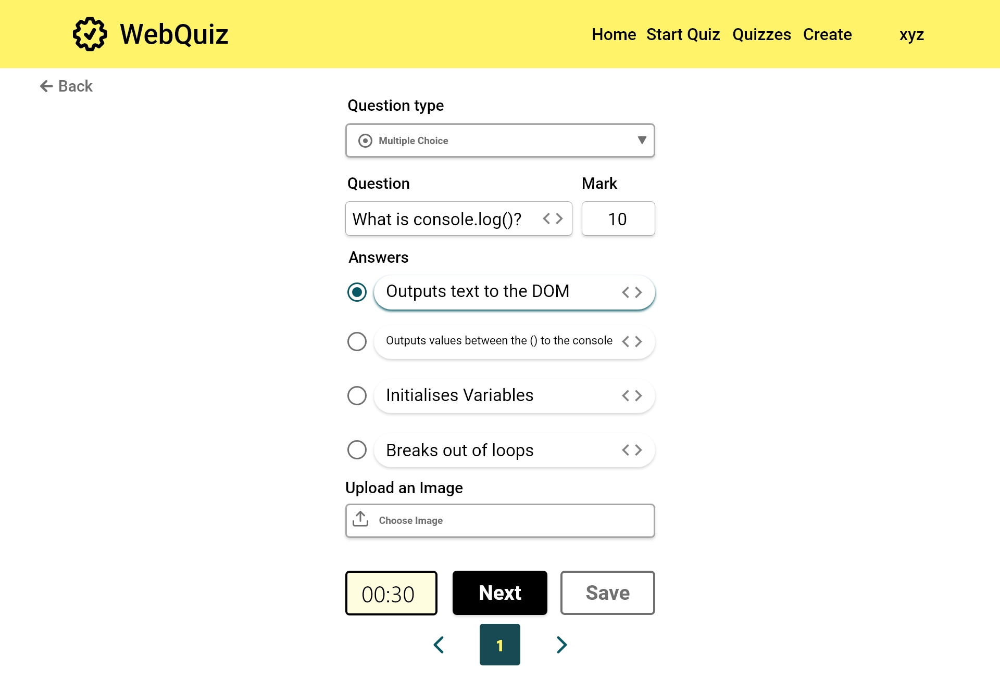 WebQuiz
Home Start Quiz Quizzes Create xyz
Back
Question type
Multiple Choice
Question Mark
What is console.log()? < > 10
Answers
Outputs text to the DOM < >
Outputs values between the () to the console < >
Initialises Variables < >
Breaks out of loops < >
Upload an Image
Choose Image
00:30 Next Save
1